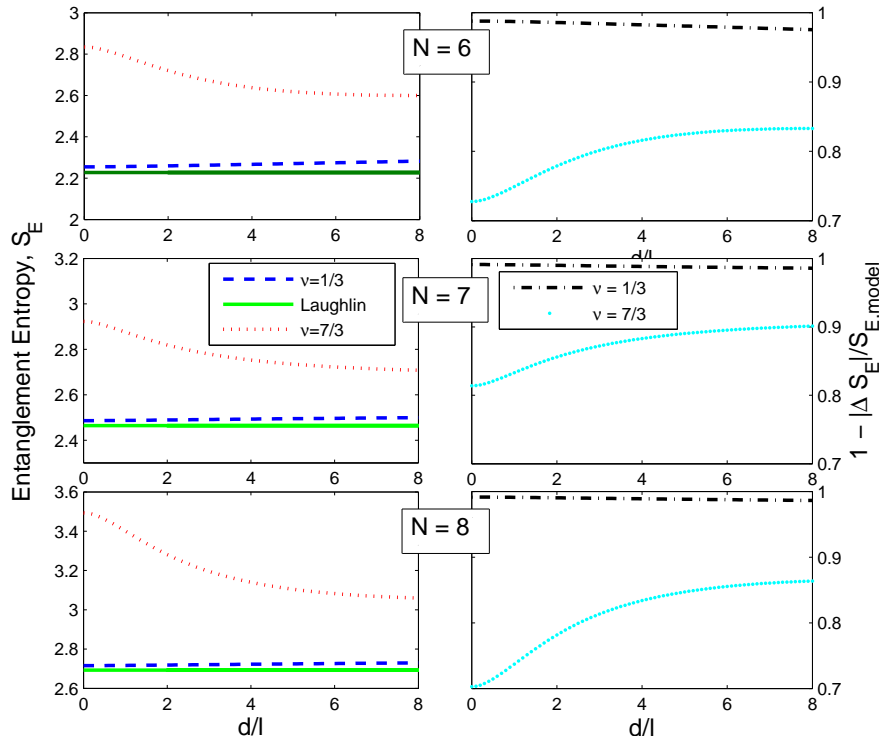 3
2.8
2.6
2.4
2.2
2
0 2 4 6 8
N = 6
1
0.9
0.8
0.7
0 2 4 6 8
d/l
Entanglement Entropy, S_E
3.2
3
2.8
2.6
2.4
0 2 4 6 8
ν=1/3
Laughlin
ν=7/3
N = 7
1
0.9
0.8
0.7
0 2 4 6 8
ν = 1/3
ν = 7/3
1 − |Δ S_E|/S_E,model
3.6
3.4
3.2
3
2.8
2.6
0 2 4 6 8
d/l
N = 8
1
0.9
0.8
0.7
0 2 4 6 8
d/l